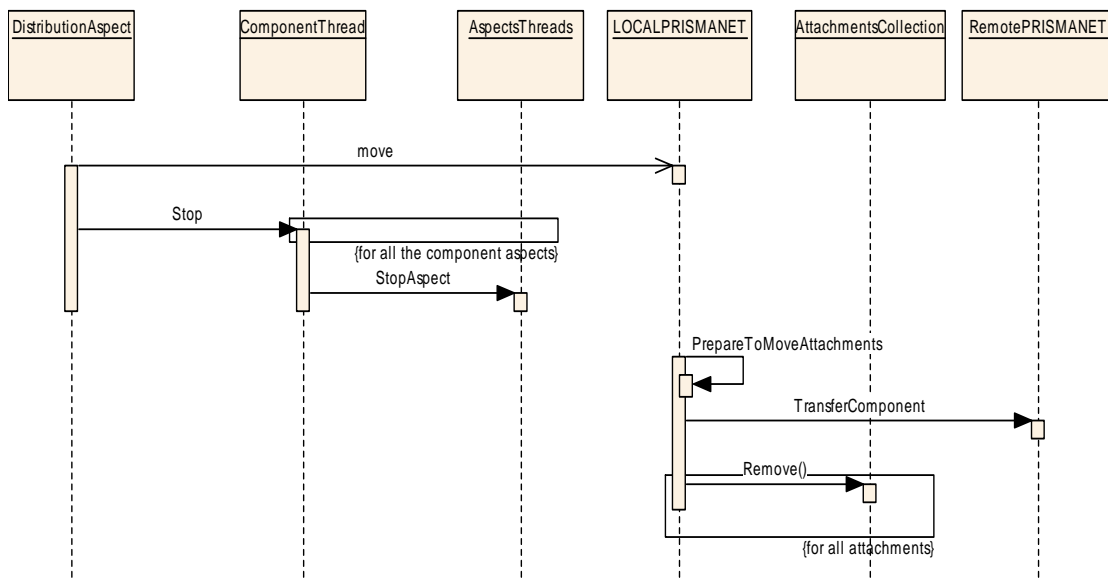 DistributionAspect
ComponentThread
AspectsThreads
LOCALPRISMANET
AttachmentsCollection
RemotePRISMANET
move
Stop
{for all the component aspects}
StopAspect
PrepareToMoveAttachments
TransferComponent
Remove()
{for all attachments}